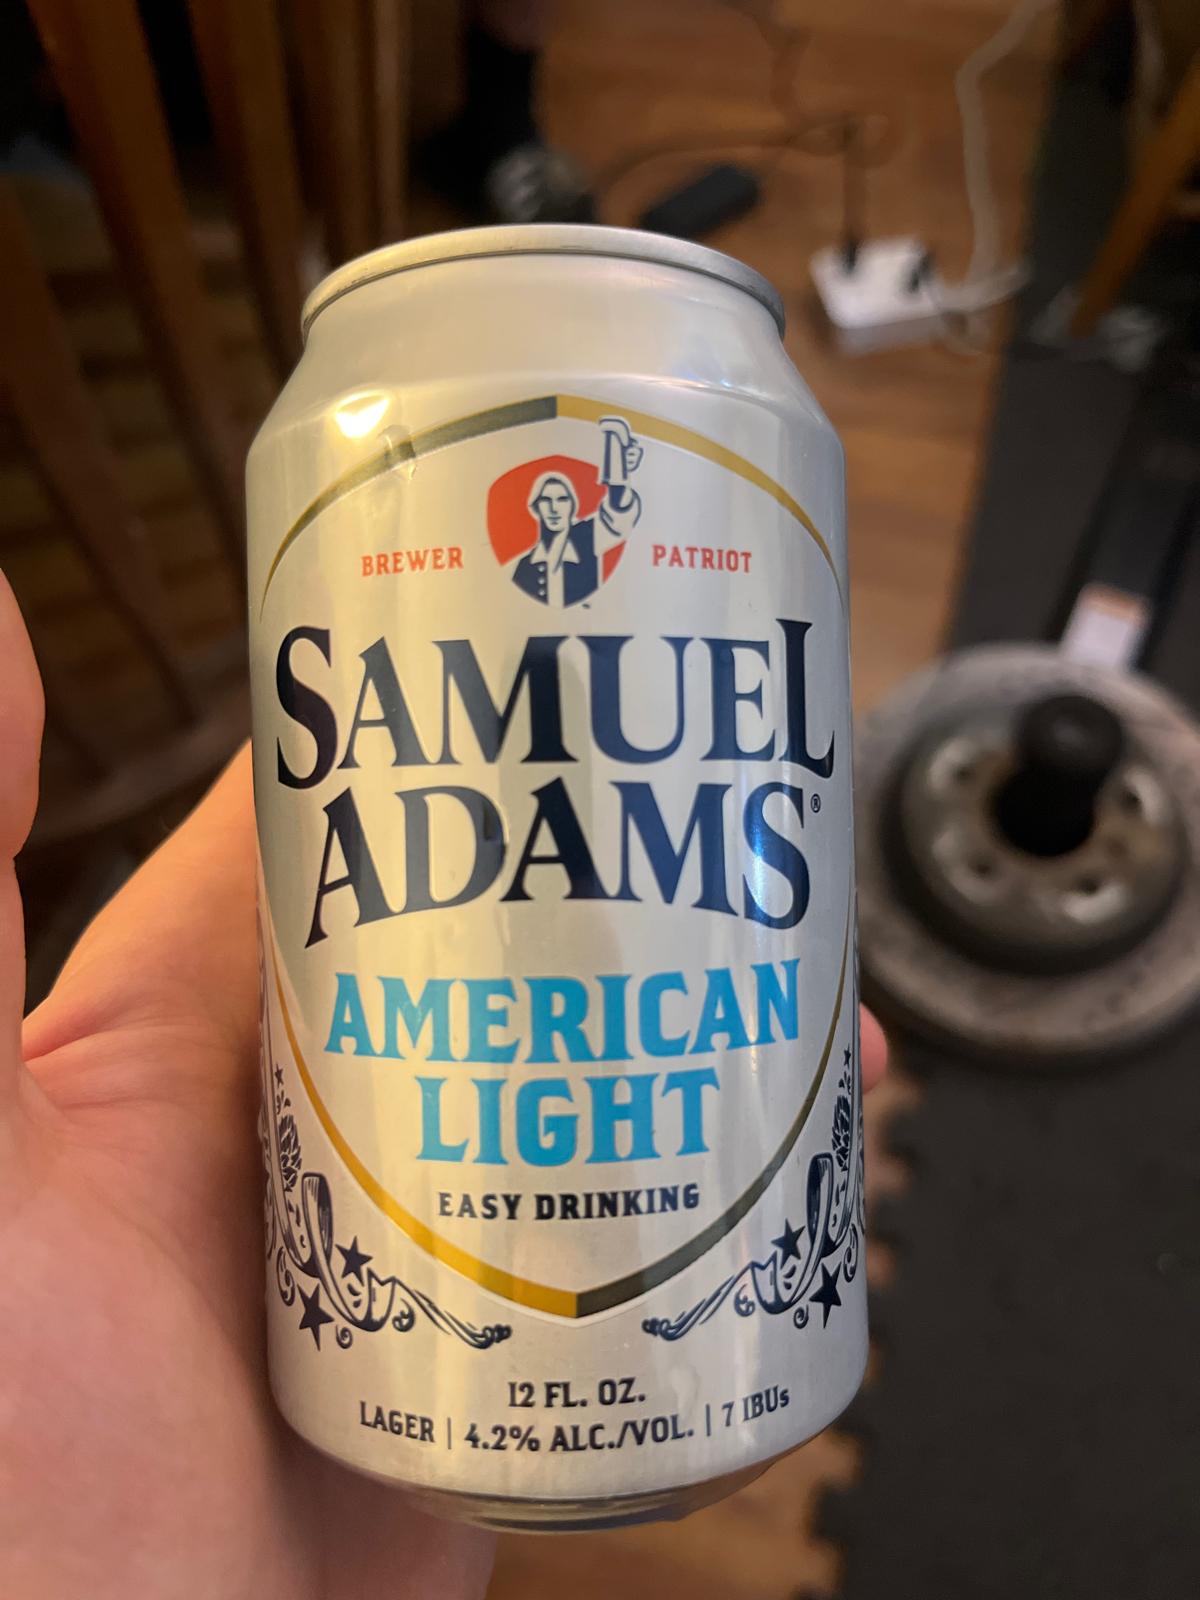 BREWER PATRIOT
SAMUEL
ADAMS®
AMERICAN
LIGHT
EASY DRINKING
12 FL. OZ.
LAGER | 4.2% ALC./VOL. | 7 IBUs